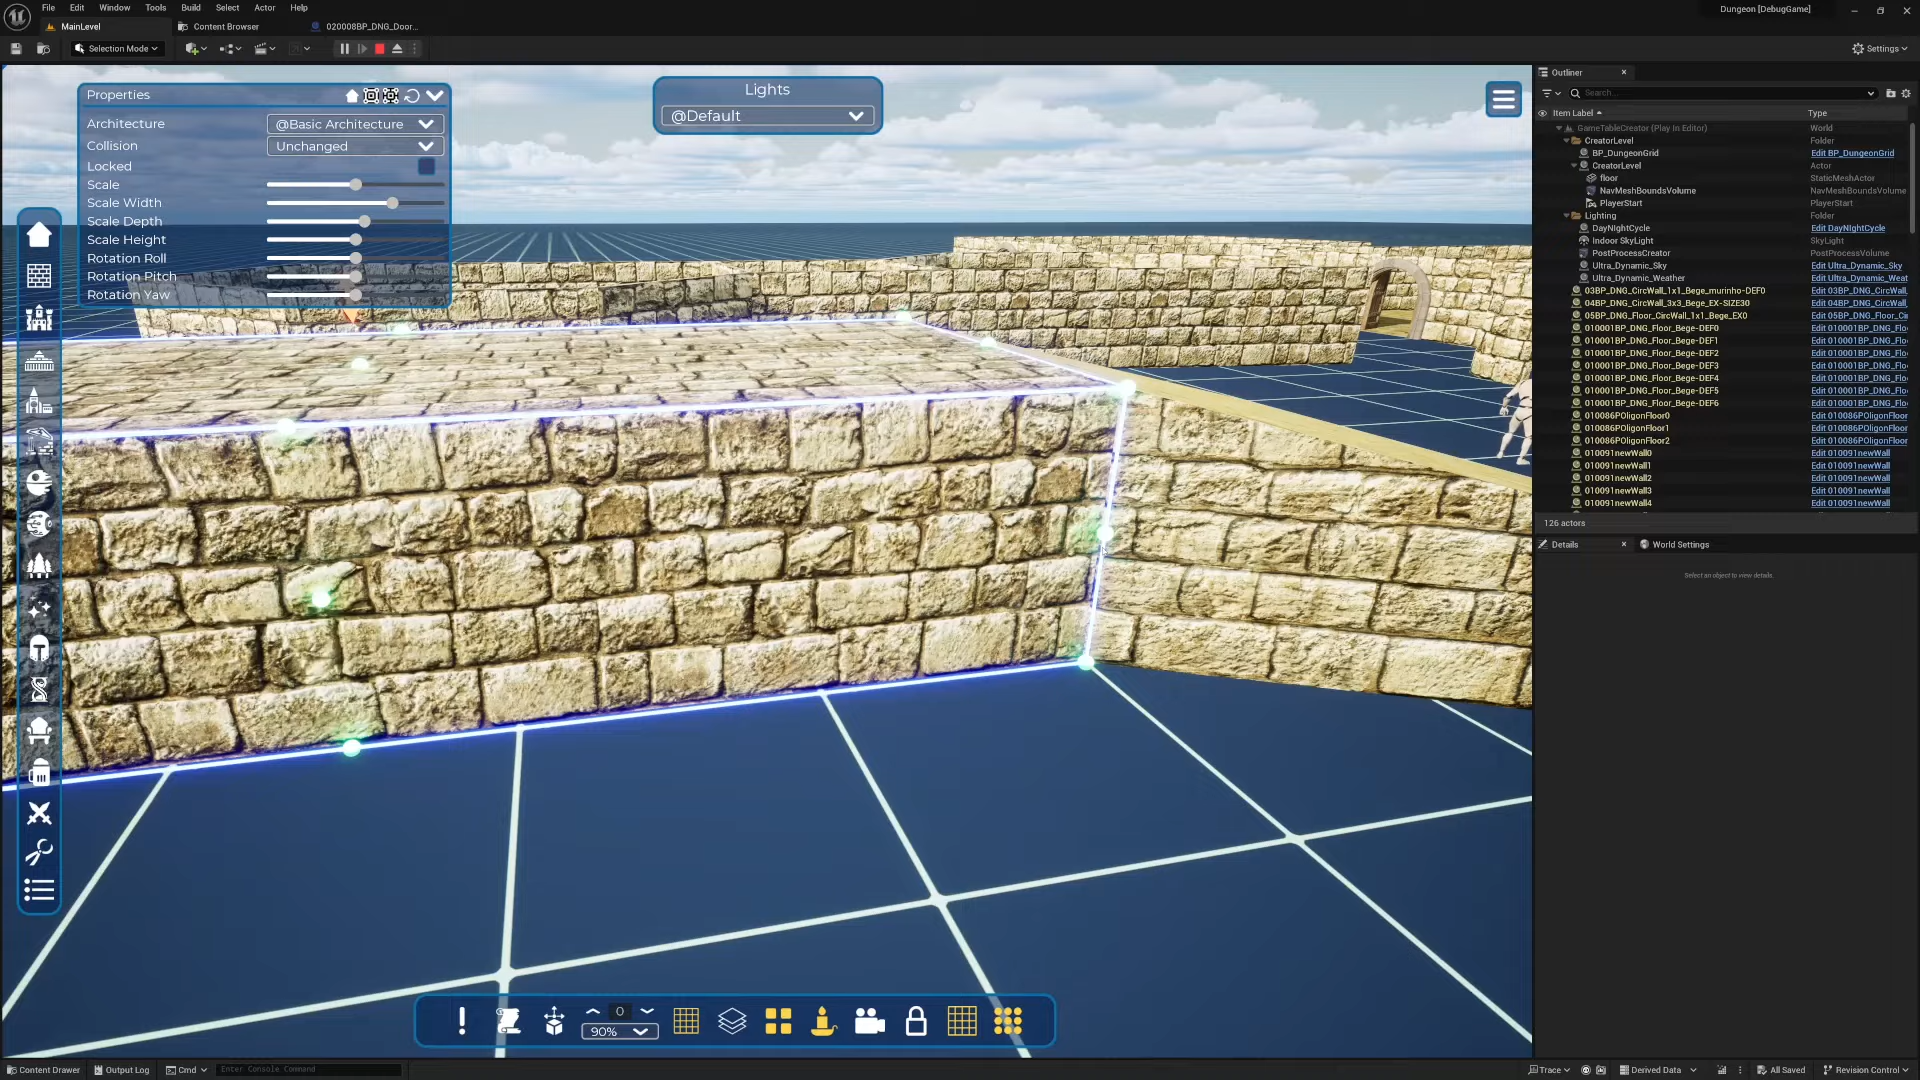 File Edit Window Tools Build Select Actor Help
Dungeon [DebugGame]
MainLevel
Content Browser
020008BP_DNG_Door...
Selection Mode
Settings
Properties
Architecture
@Basic Architecture
Collision
Unchanged
Locked
Scale
Scale Width
Scale Depth
Scale Height
Rotation Roll
Rotation Pitch
Rotation Yaw
Lights
@Default
0
90%
Outliner
Search...
Item Label
Type
GameTableCreator (Play In Editor) World
CreatorLevel Folder
BP_DungeonGrid Edit BP_DungeonGrid
CreatorLevel Actor
floor StaticMeshActor
NavMeshBoundsVolume NavMeshBoundsVolume
PlayerStart PlayerStart
Lighting Folder
DayNIghtCycle Edit DayNIghtCycle
Indoor SkyLight SkyLight
PostProcessCreator PostProcessVolume
Ultra_Dynamic_Sky Edit Ultra_Dynamic_Sky
Ultra_Dynamic_Weather Edit Ultra_Dynamic_Weat
03BP_DNG_CircWall_1x1_Bege_murinho-DEF0 Edit 03BP_DNG_CircWall_
04BP_DNG_CircWall_3x3_Bege_EX-SIZE30 Edit 04BP_DNG_CircWall_
05BP_DNG_Floor_CircWall_1x1_Bege_EX0 Edit 05BP_DNG_Floor_Ci
010001BP_DNG_Floor_Bege-DEF0 Edit 010001BP_DNG_Flo
010001BP_DNG_Floor_Bege-DEF1 Edit 010001BP_DNG_Flo
010001BP_DNG_Floor_Bege-DEF2 Edit 010001BP_DNG_Flo
010001BP_DNG_Floor_Bege-DEF3 Edit 010001BP_DNG_Flo
010001BP_DNG_Floor_Bege-DEF4 Edit 010001BP_DNG_Flo
010001BP_DNG_Floor_Bege-DEF5 Edit 010001BP_DNG_Flo
010001BP_DNG_Floor_Bege-DEF6 Edit 010001BP_DNG_Flo
010086POligonFloor0 Edit 010086POligonFloor
010086POligonFloor1 Edit 010086POligonFloor
010086POligonFloor2 Edit 010086POligonFloor
010091newWall0 Edit 010091newWall
010091newWall1 Edit 010091newWall
010091newWall2 Edit 010091newWall
010091newWall3 Edit 010091newWall
010091newWall4 Edit 010091newWall
126 actors
Details
World Settings
Select an object to view details.
Content Drawer
Output Log
Cmd
Enter Console Command
Trace
Derived Data
All Saved
Revision Control